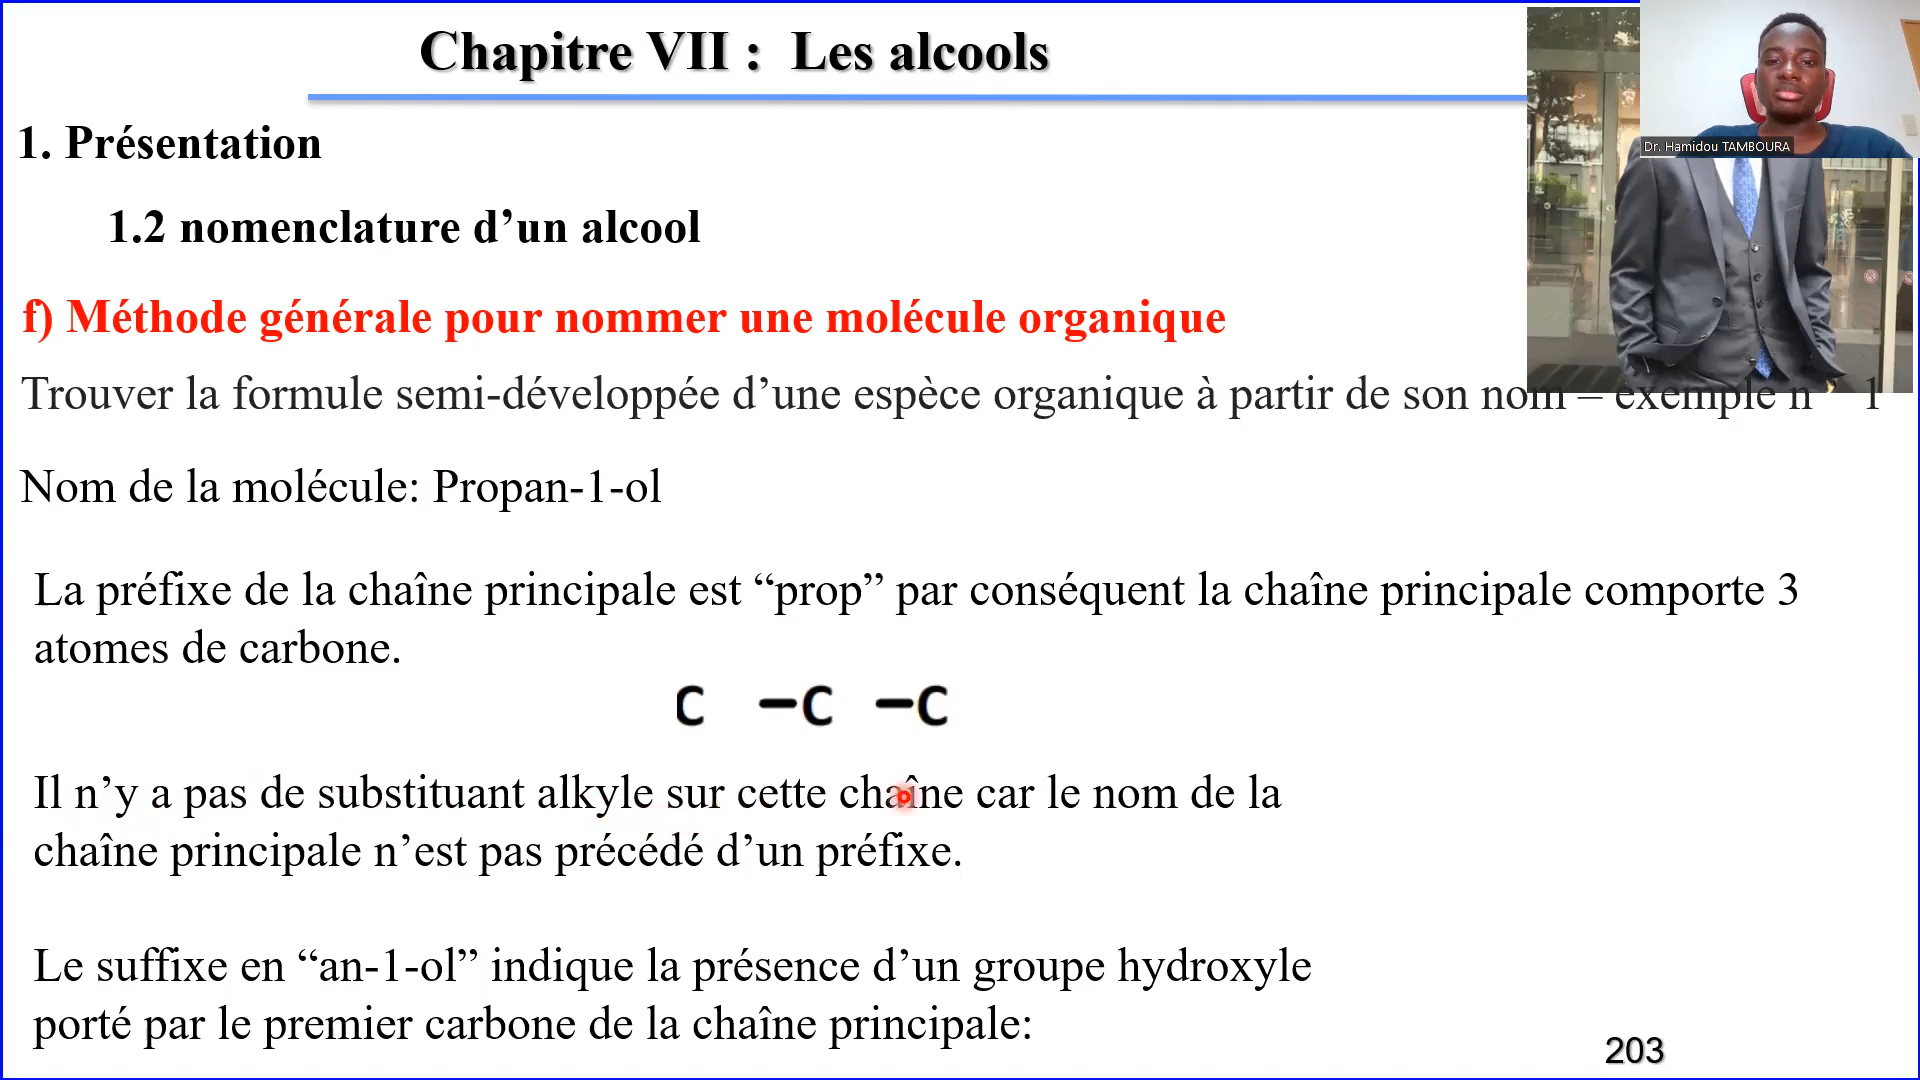 Chapitre VII : Les alcools
Dr. Hamidou TAMBOURA
1. Présentation
1.2 nomenclature d’un alcool
f) Méthode générale pour nommer une molécule organique
Trouver la formule semi-développée d’une espèce organique à partir de son nom – exemple n° 1
Nom de la molécule: Propan-1-ol
La préfixe de la chaîne principale est “prop” par conséquent la chaîne principale comporte 3
atomes de carbone.
C –C –C
Il n’y a pas de substituant alkyle sur cette chaîne car le nom de la
chaîne principale n’est pas précédé d’un préfixe.
Le suffixe en “an-1-ol” indique la présence d’un groupe hydroxyle
porté par le premier carbone de la chaîne principale:
203